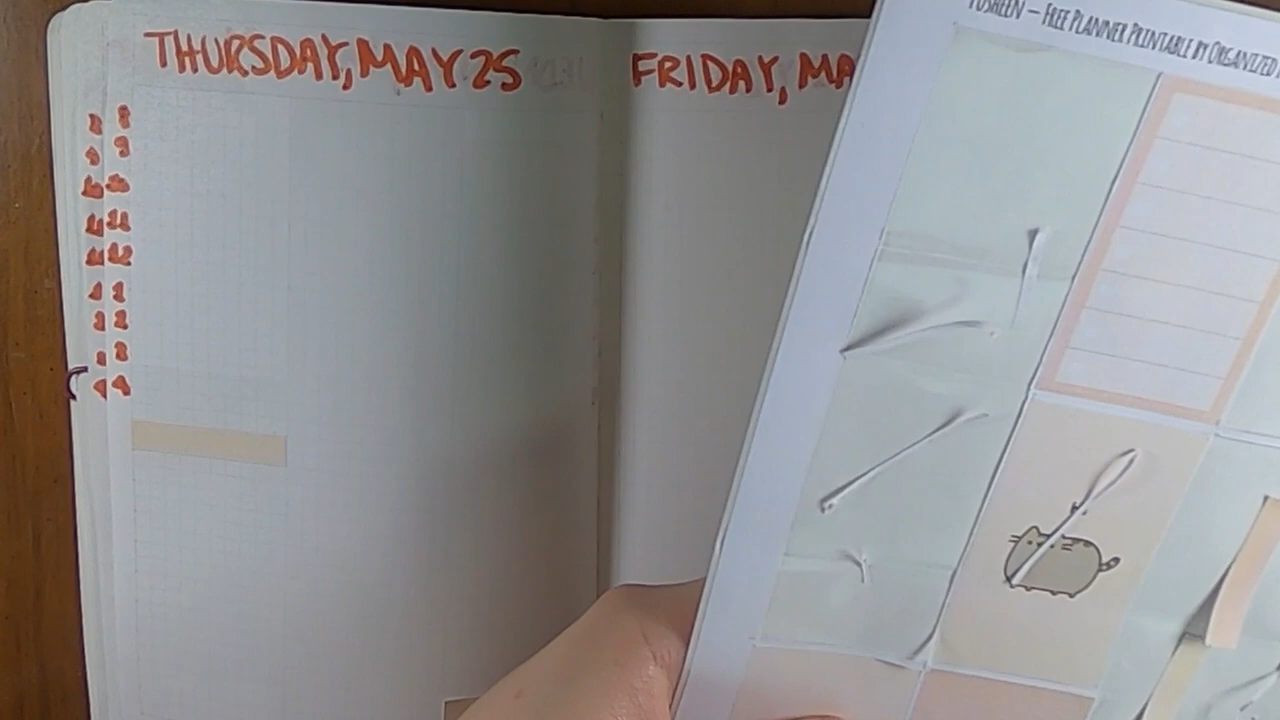 THURSDAY, MAY 25
FRIDAY, MA
PUSHEEN – FREE PLANNER PRINTABLE BY ORGANIZED
8
9
10
11
12
1
2
4